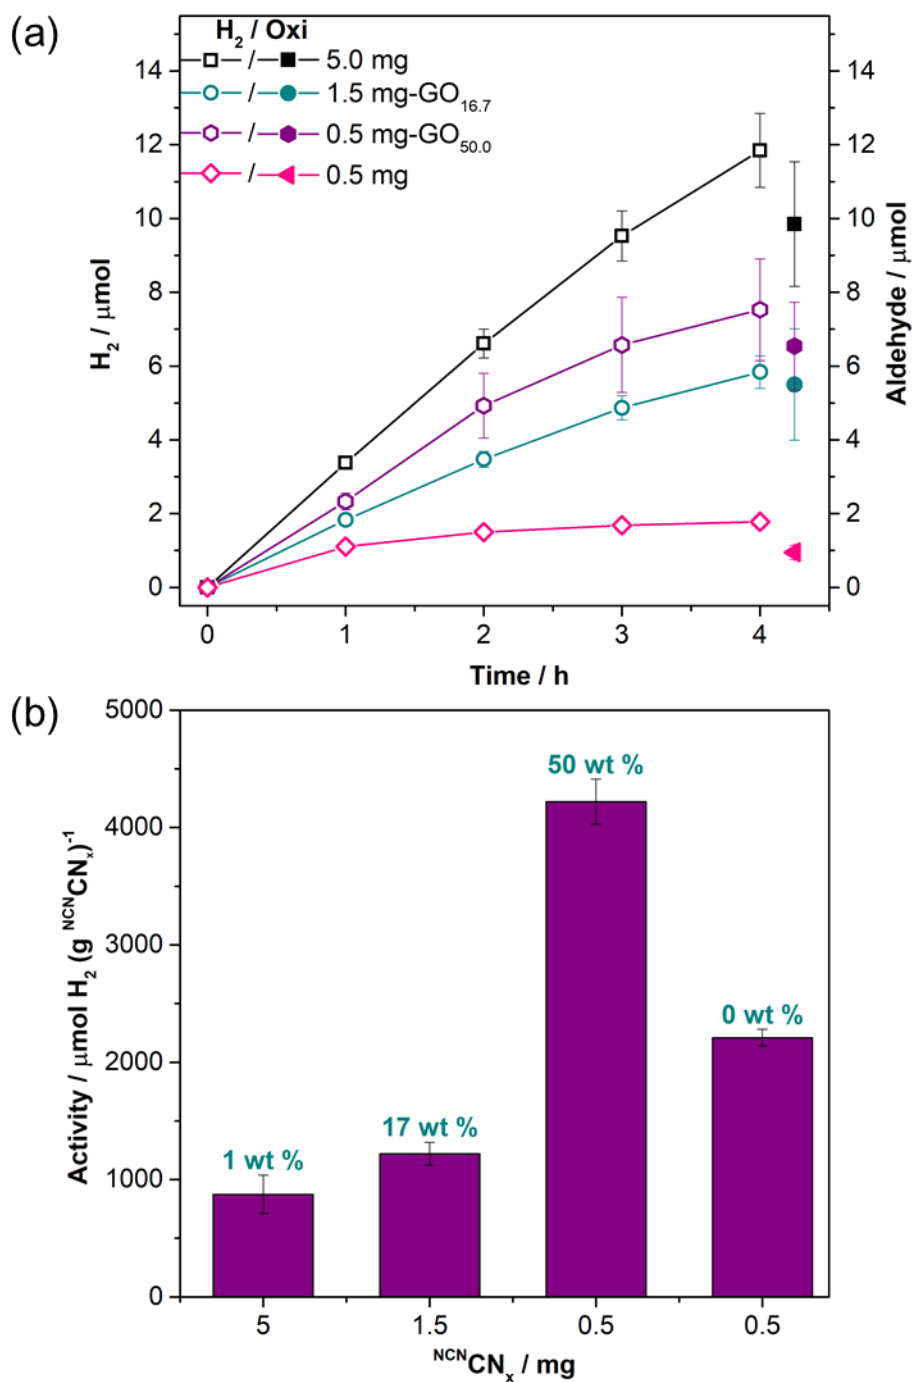 (a)
H₂ / Oxi
/ 5.0 mg
/ 1.5 mg-GO₁₆.₇
/ 0.5 mg-GO₅₀.₀
/ 0.5 mg
14
12
10
8
6
4
2
0
H₂ / μmol
14
12
10
8
6
4
2
0
Aldehyde / μmol
0 1 2 3 4
Time / h
(b)
5000
4000
3000
2000
1000
0
Activity / μmol H₂ (g ᴺᶜᴺCNₓ)⁻¹
1 wt %
17 wt %
50 wt %
0 wt %
5 1.5 0.5 0.5
ᴺᶜᴺCNₓ / mg